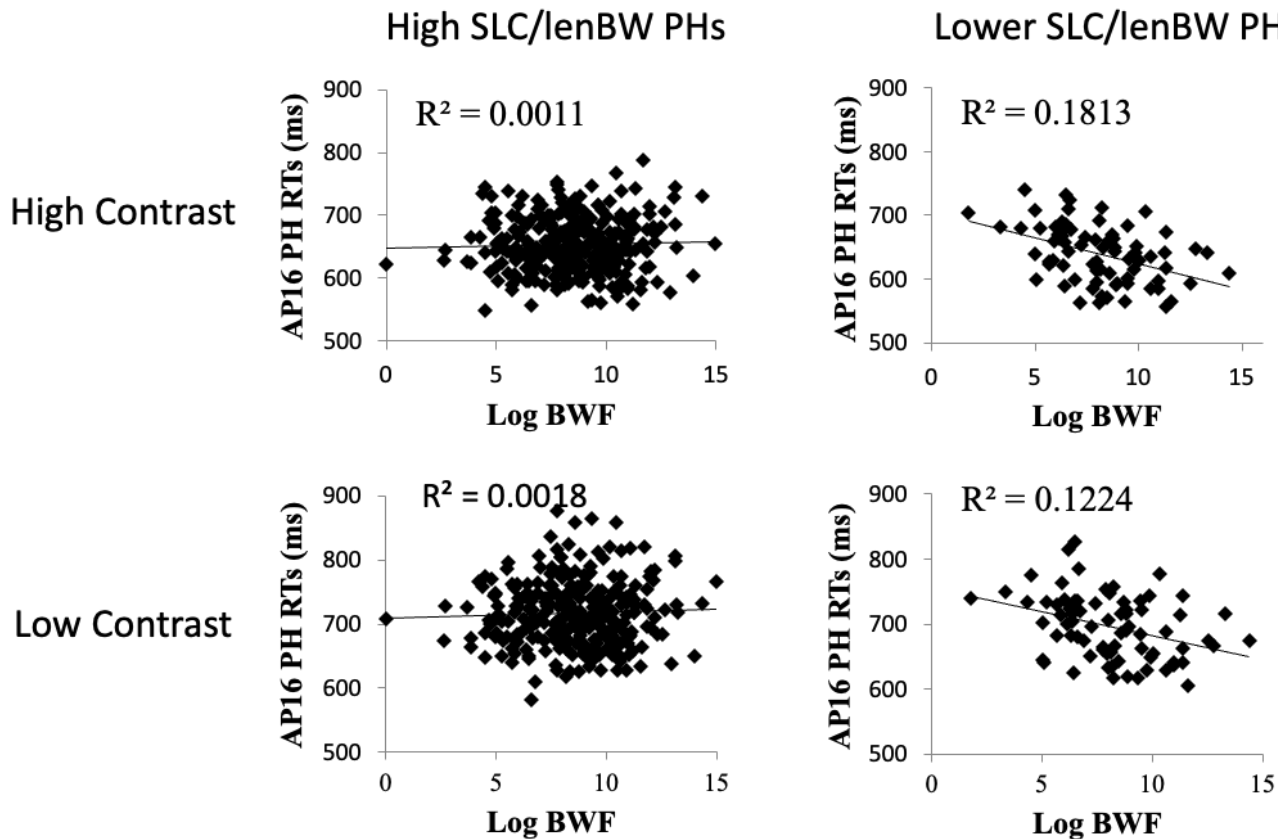 High SLC/lenBW PHs
Lower SLC/lenBW PH
High Contrast
AP16 PH RTs (ms)
900
800
700
600
500
R² = 0.0011
0 5 10 15
Log BWF
AP16 PH RTs (ms)
900
800
700
600
500
R² = 0.1813
0 5 10 15
Log BWF
Low Contrast
AP16 PH RTs (ms)
900
800
700
600
500
R² = 0.0018
0 5 10 15
Log BWF
AP16 PH RTs (ms)
900
800
700
600
500
R² = 0.1224
0 5 10 15
Log BWF